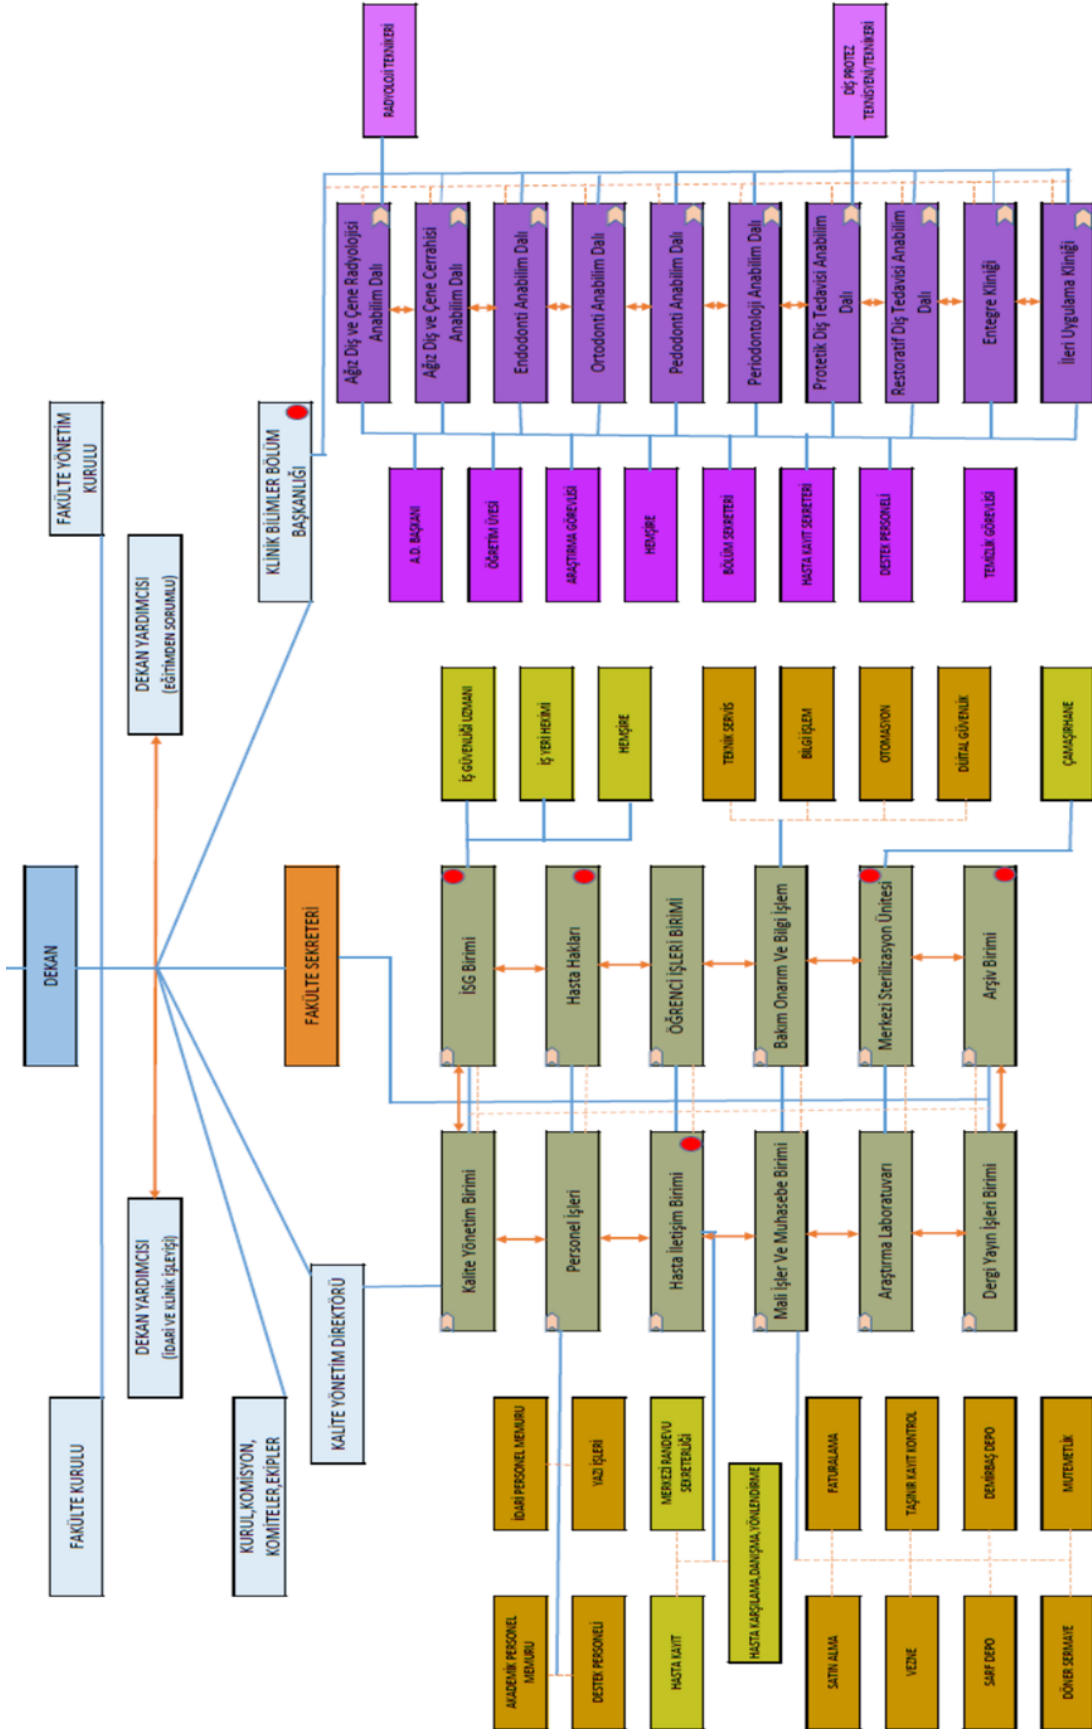 DEKAN
FAKÜLTE KURULU
FAKÜLTE YÖNETİM
KURULU
DEKAN YARDIMCISI
(İDARİ VE KLİNİK İŞLEYİŞİ)
DEKAN YARDIMCISI
(EĞİTİMDEN SORUMLU)
KURUL,KOMİSYON,
KOMİTELER,EKİPLER
KALİTE YÖNETİM DİREKTÖRÜ
FAKÜLTE SEKRETERİ
KLİNİK BİLİMLER BÖLÜM
BAŞKANLIĞI
Kalite Yönetim Birimi
Personel İşleri
Hasta İletişim Birimi
Mali İşler Ve Muhasebe Birimi
Araştırma Laboratuvarı
Dergi Yayın İşleri Birimi
İSG Birimi
Hasta Hakları
ÖĞRENCİ İŞLERİ BİRİMİ
Bakım Onarım Ve Bilgi İşlem
Merkezi Sterilizasyon Ünitesi
Arşiv Birimi
AKADEMİK PERSONEL
MEMURU
İDARİ PERSONEL MEMURU
DESTEK PERSONELİ
YAZI İŞLERİ
HASTA KAYIT
MERKEZİ RANDEVU
SEKRETERLİĞİ
HASTA KARŞILAMA,DANIŞMA,YÖNLENDİRME
SATIN ALMA
FATURALAMA
VEZNE
TAŞINIR KAYIT KONTROL
SARF DEPO
DEMİRBAŞ DEPO
DÖNER SERMAYE
MUTEMETLİK
İŞ GÜVENLİĞİ UZMANI
İŞ YERİ HEKİMİ
HEMŞİRE
TEKNİK SERVİS
BİLGİ İŞLEM
OTOMASYON
DİJİTAL GÜVENLİK
ÇAMAŞIRHANE
A.D. BAŞKANI
ÖĞRETİM ÜYESİ
ARAŞTIRMA GÖREVLİSİ
HEMŞİRE
BÖLÜM SEKRETERİ
HASTA KAYIT SEKRETERİ
DESTEK PERSONELİ
TEMİZLİK GÖREVLİSİ
Ağız Diş ve Çene Radyolojisi
Anabilim Dalı
Ağız Diş ve Çene Cerrahisi
Anabilim Dalı
Endodonti Anabilim Dalı
Ortodonti Anabilim Dalı
Pedodonti Anabilim Dalı
Periodontoloji Anabilim Dalı
Protetik Diş Tedavisi Anabilim
Dalı
Restoratif Diş Tedavisi Anabilim
Dalı
Entegre Kliniği
İleri Uygulama Kliniği
RADYOLOJİ TEKNİKERİ
DİŞ PROTEZ
TEKNİSYENİ/TEKNİKERİ